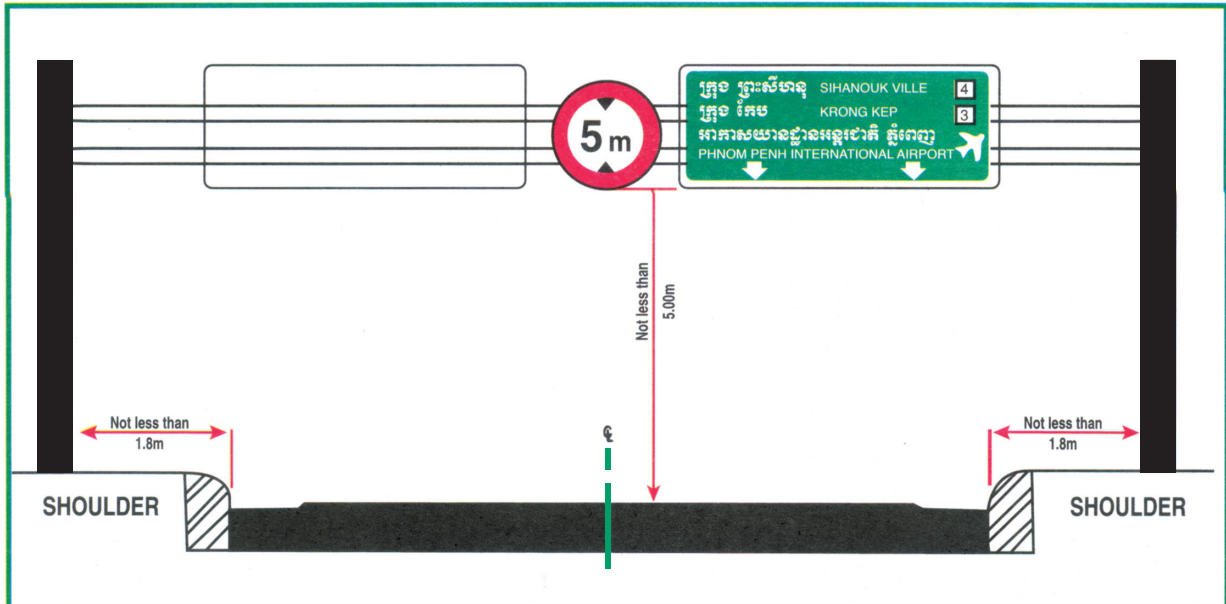 ក្រុង ព្រះសីហនុ SIHANOUK VILLE 4
ក្រុង កែប KRONG KEP 3
អាកាសយានដ្ឋានអន្តរជាតិ ភ្នំពេញ
PHNOM PENH INTERNATIONAL AIRPORT
5 m
Not less than
5.00m
Not less than
1.8m
℄
Not less than
1.8m
SHOULDER
SHOULDER